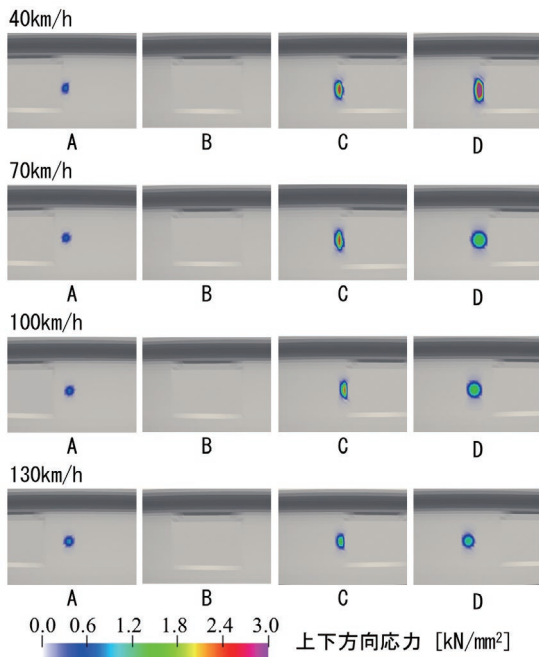 40km/h
A B C D
70km/h
A B C D
100km/h
A B C D
130km/h
A B C D
0.0 0.6 1.2 1.8 2.4 3.0 上下方向応力 [kN/mm²]